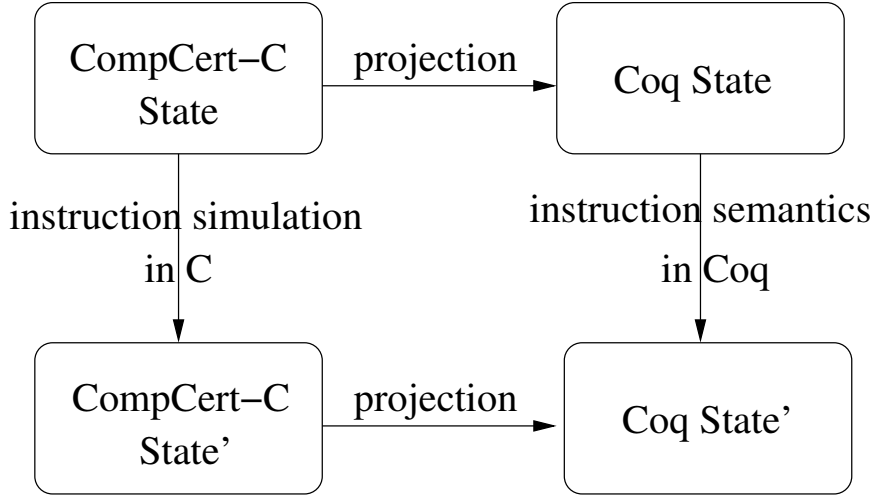 CompCert−C
State
projection
Coq State
instruction simulation
in C
instruction semantics
in Coq
CompCert−C
State'
projection
Coq State'